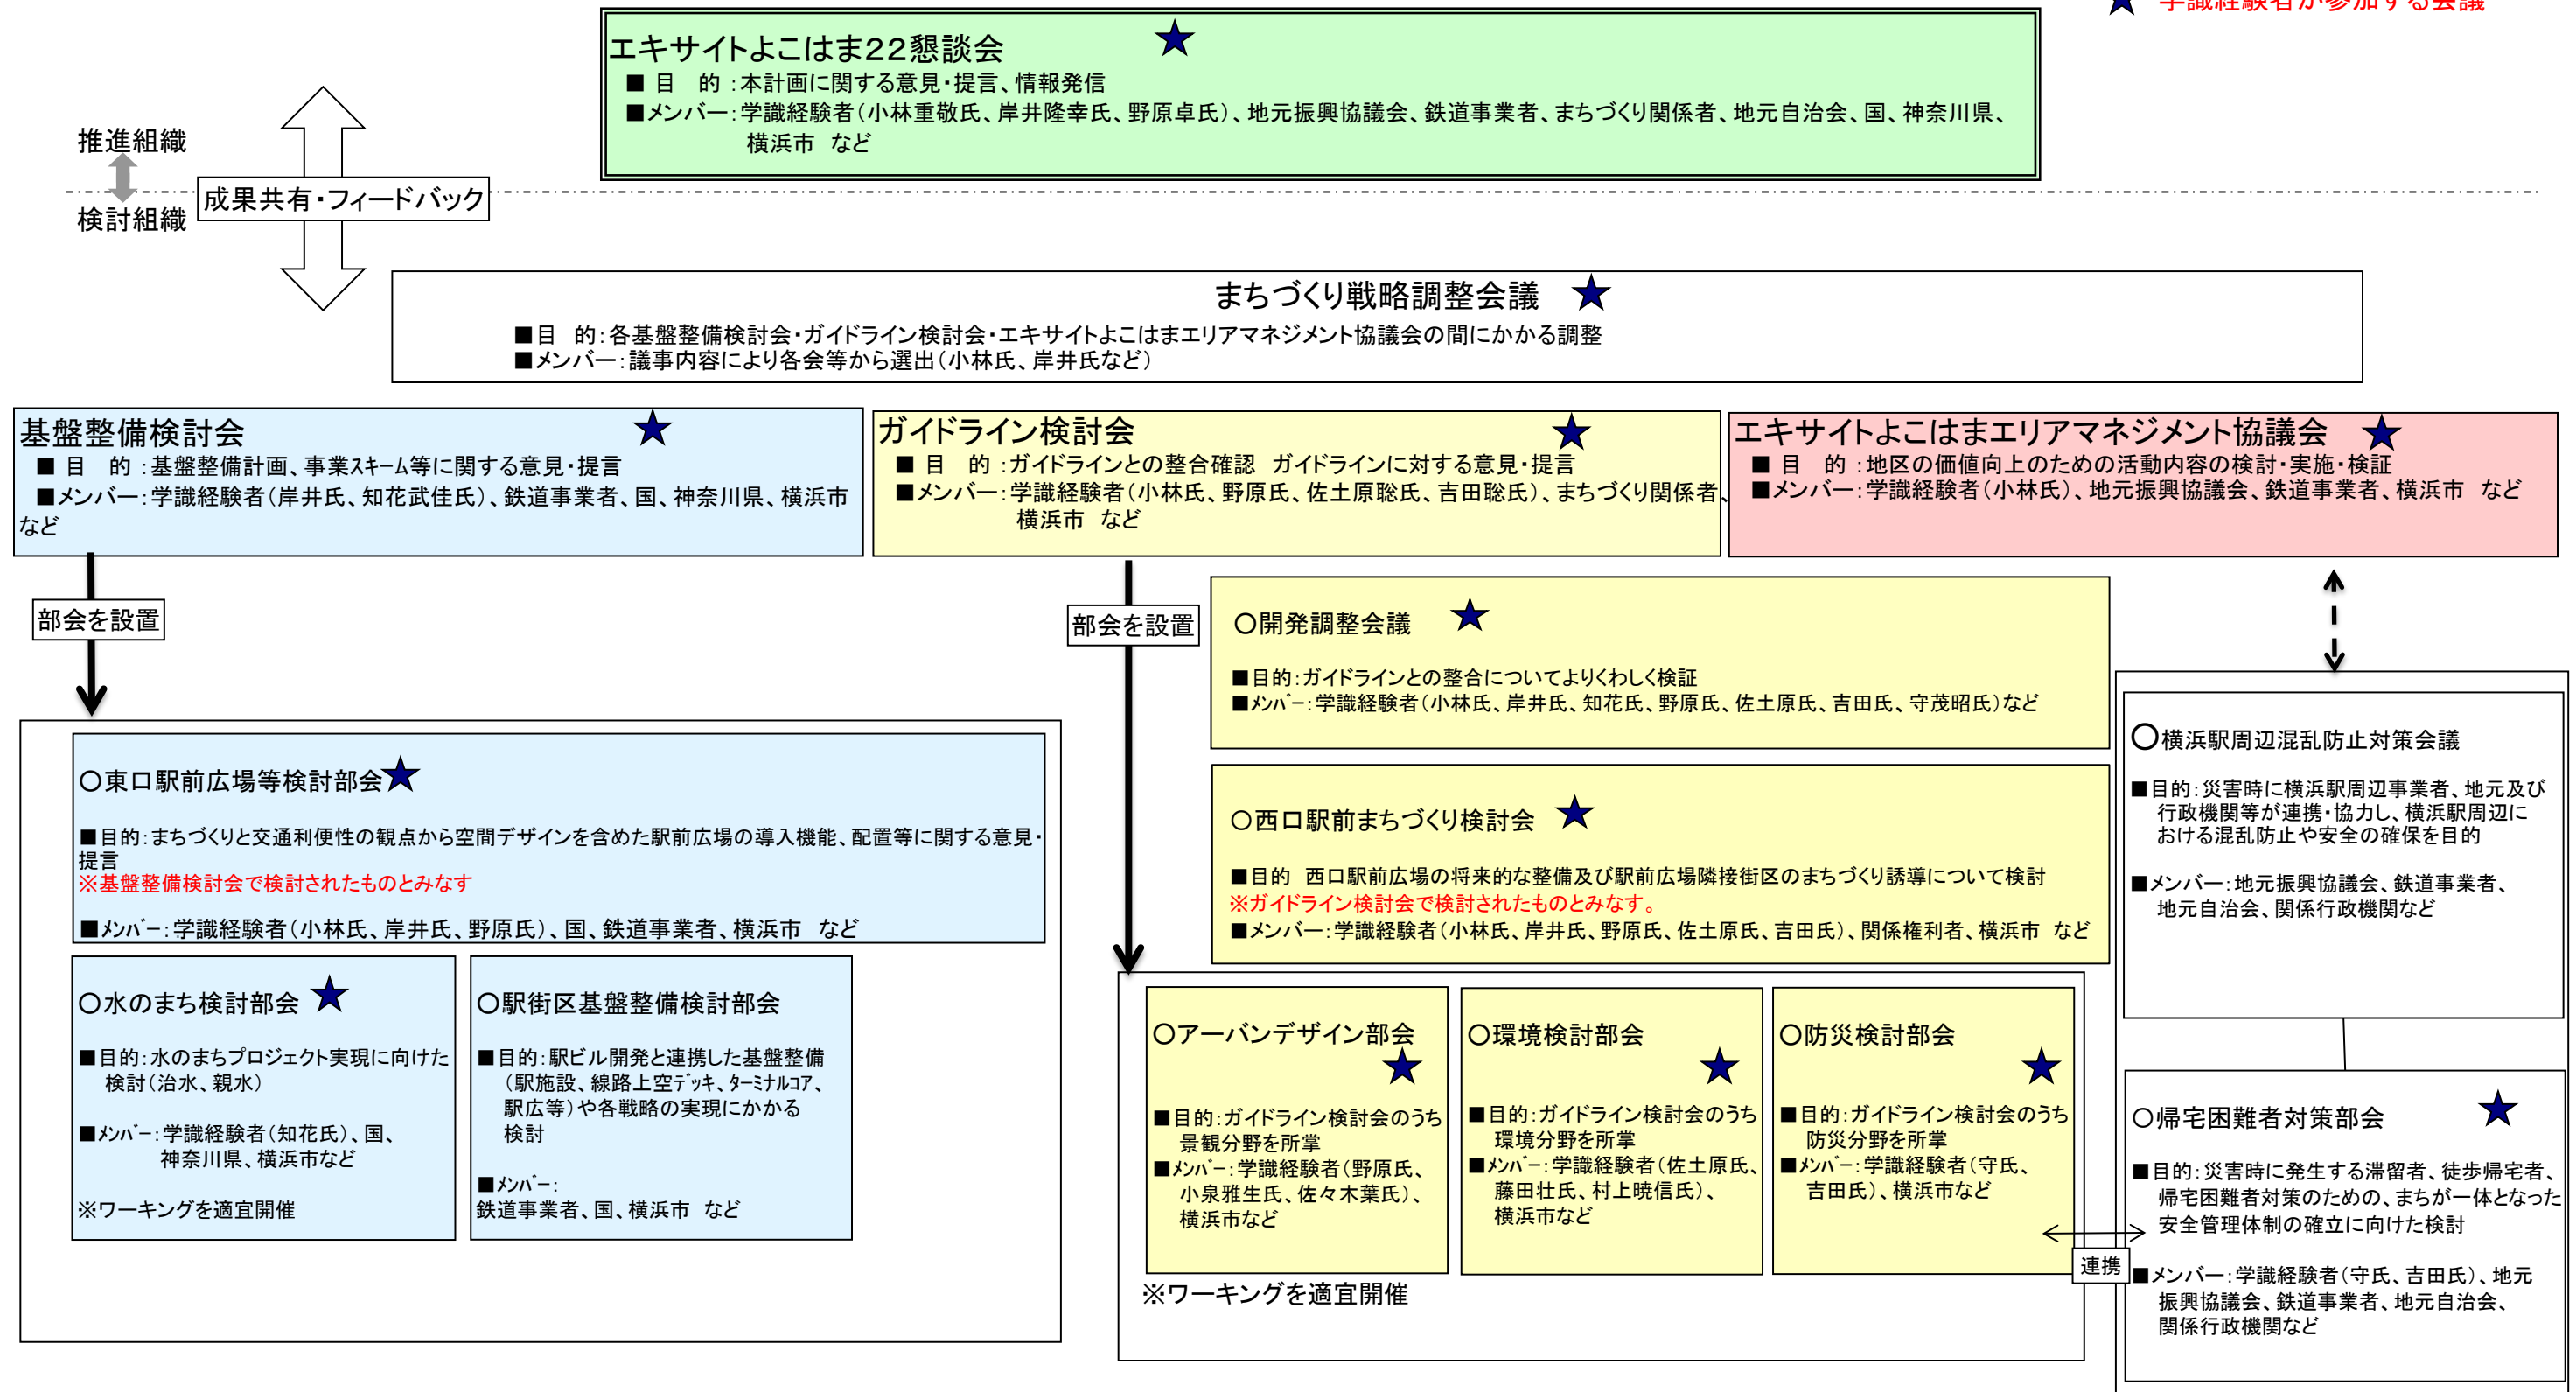 ★ 学識経験者が参加する会議
エキサイトよこはま22懇談会 ★
■ 目　的：本計画に関する意見・提言、情報発信
■メンバー：学識経験者（小林重敬氏、岸井隆幸氏、野原卓氏）、地元振興協議会、鉄道事業者、まちづくり関係者、地元自治会、国、神奈川県、
横浜市　など
推進組織
成果共有・フィードバック
検討組織
まちづくり戦略調整会議 ★
■目　的：各基盤整備検討会・ガイドライン検討会・エキサイトよこはまエリアマネジメント協議会の間にかかる調整
■メンバー：議事内容により各会等から選出（小林氏、岸井氏など）
基盤整備検討会 ★
■ 目　的：基盤整備計画、事業ｽｷｰﾑ等に関する意見・提言
■メンバー：学識経験者（岸井氏、知花武佳氏）、鉄道事業者、国、神奈川県、横浜市
など
ガイドライン検討会 ★
■ 目　的：ガイドラインとの整合確認　ガイドラインに対する意見・提言
■メンバー：学識経験者（小林氏、野原氏、佐土原聡氏、吉田聡氏）、まちづくり関係者、
横浜市　など
エキサイトよこはまエリアマネジメント協議会 ★
■ 目　的：地区の価値向上のための活動内容の検討・実施・検証
■メンバー：学識経験者（小林氏）、地元振興協議会、鉄道事業者、横浜市　など
部会を設置
部会を設置
○東口駅前広場等検討部会★
■目的：まちづくりと交通利便性の観点から空間デザインを含めた駅前広場の導入機能、配置等に関する意見・
提言
※基盤整備検討会で検討されたものとみなす
■ﾒﾝﾊﾞｰ：学識経験者（小林氏、岸井氏、野原氏）、国、鉄道事業者、横浜市　など
○水のまち検討部会 ★
■目的：水のまちプロジェクト実現に向けた
検討（治水、親水）
■ﾒﾝﾊﾞｰ：学識経験者（知花氏）、国、
神奈川県、横浜市など
※ワーキングを適宜開催
○駅街区基盤整備検討部会
■目的：駅ビル開発と連携した基盤整備
（駅施設、線路上空ﾃﾞｯｷ、ﾀｰﾐﾅﾙｺｱ、
駅広等）や各戦略の実現にかかる
検討
■ﾒﾝﾊﾞｰ：
鉄道事業者、国、横浜市　など
○開発調整会議 ★
■目的：ガイドラインとの整合についてよりくわしく検証
■ﾒﾝﾊﾞｰ：学識経験者（小林氏、岸井氏、知花氏、野原氏、佐土原氏、吉田氏、守茂昭氏）など
○西口駅前まちづくり検討会 ★
■目的　西口駅前広場の将来的な整備及び駅前広場隣接街区のまちづくり誘導について検討
※ガイドライン検討会で検討されたものとみなす。
■メンバー：学識経験者（小林氏、岸井氏、野原氏、佐土原氏、吉田氏）、関係権利者、横浜市　など
○アーバンデザイン部会
★
■目的：ガイドライン検討会のうち
景観分野を所掌
■ﾒﾝﾊﾞｰ：学識経験者（野原氏、
小泉雅生氏、佐々木葉氏）、
横浜市など
○環境検討部会
★
■目的：ガイドライン検討会のうち
環境分野を所掌
■ﾒﾝﾊﾞｰ：学識経験者（佐土原氏、
藤田壮氏、村上暁信氏）、
横浜市など
○防災検討部会
★
■目的：ガイドライン検討会のうち
防災分野を所掌
■ﾒﾝﾊﾞｰ：学識経験者（守氏、
吉田氏）、横浜市など
※ワーキングを適宜開催
連携
○横浜駅周辺混乱防止対策会議
■目的：災害時に横浜駅周辺事業者、地元及び
行政機関等が連携・協力し、横浜駅周辺に
おける混乱防止や安全の確保を目的
■メンバー：地元振興協議会、鉄道事業者、
地元自治会、関係行政機関など
○帰宅困難者対策部会 ★
■目的：災害時に発生する滞留者、徒歩帰宅者、
帰宅困難者対策のための、まちが一体となった
安全管理体制の確立に向けた検討
■メンバー：学識経験者（守氏、吉田氏）、地元
振興協議会、鉄道事業者、地元自治会、
関係行政機関など